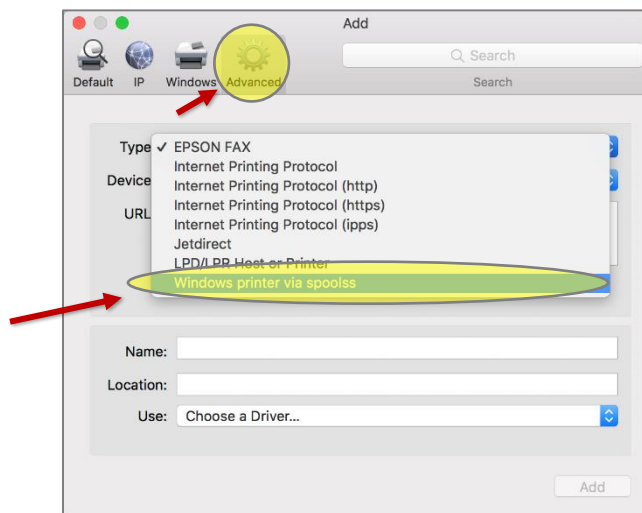 Add
Default IP Windows Advanced
Search
Search
Type ✓ EPSON FAX
Internet Printing Protocol
Device Internet Printing Protocol (http)
Internet Printing Protocol (https)
URL Internet Printing Protocol (ipps)
Jetdirect
LPD/LPR Host or Printer
Windows printer via spoolss
Name:
Location:
Use: Choose a Driver...
Add